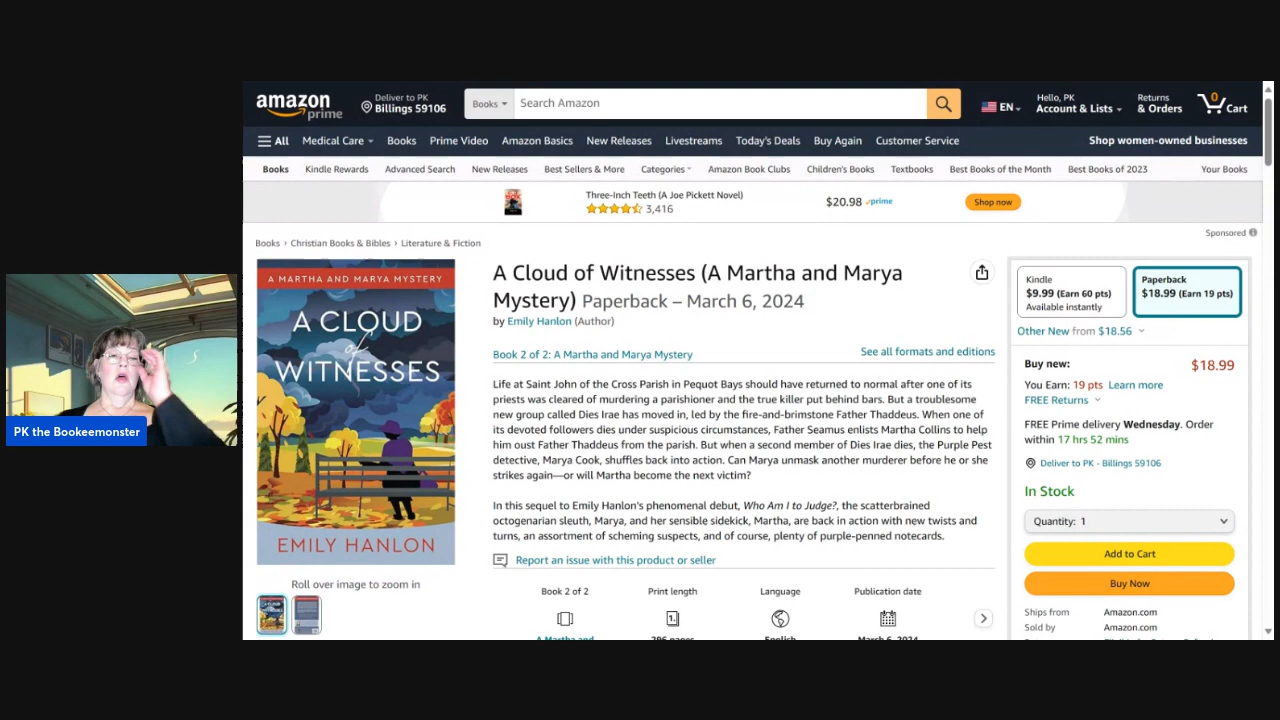 amazon
prime
Deliver to PK
Billings 59106
Books
Search Amazon
EN
Hello, PK
Account & Lists
Returns
& Orders
0
Cart
All
Medical Care
Books
Prime Video
Amazon Basics
New Releases
Livestreams
Today's Deals
Buy Again
Customer Service
Shop women-owned businesses
Books
Kindle Rewards
Advanced Search
New Releases
Best Sellers & More
Categories
Amazon Book Clubs
Children's Books
Textbooks
Best Books of the Month
Best Books of 2023
Your Books
Three-Inch Teeth (A Joe Pickett Novel)
3,416
$20.98 prime
Shop now
Sponsored
Books › Christian Books & Bibles › Literature & Fiction
A MARTHA AND MARYA MYSTERY
A CLOUD
of
WITNESSES
EMILY HANLON
Roll over image to zoom in
A Cloud of Witnesses (A Martha and Marya
Mystery) Paperback – March 6, 2024
by Emily Hanlon (Author)
Book 2 of 2: A Martha and Marya Mystery
See all formats and editions
Life at Saint John of the Cross Parish in Pequot Bays should have returned to normal after one of its
priests was cleared of murdering a parishioner and the true killer put behind bars. But a troublesome
new group called Dies Irae has moved in, led by the fire-and-brimstone Father Thaddeus. When one of
its devoted followers dies under suspicious circumstances, Father Seamus enlists Martha Collins to help
him oust Father Thaddeus from the parish. But when a second member of Dies Irae dies, the Purple Pest
detective, Marya Cook, shuffles back into action. Can Marya unmask another murderer before he or she
strikes again—or will Martha become the next victim?
In this sequel to Emily Hanlon's phenomenal debut, Who Am I to Judge?, the scatterbrained
octogenarian sleuth, Marya, and her sensible sidekick, Martha, are back in action with new twists and
turns, an assortment of scheming suspects, and of course, plenty of purple-penned notecards.
Report an issue with this product or seller
Book 2 of 2
Print length
Language
Publication date
A Martha and
296 pages
English
March 6, 2024
Kindle
$9.99 (Earn 60 pts)
Available instantly
Paperback
$18.99 (Earn 19 pts)
Other New from $18.56
Buy new:
$18.99
You Earn: 19 pts Learn more
FREE Returns
FREE Prime delivery Wednesday. Order
within 17 hrs 52 mins
Deliver to PK - Billings 59106
In Stock
Quantity: 1
Add to Cart
Buy Now
Ships from
Amazon.com
Sold by
Amazon.com
PK the Bookeemonster